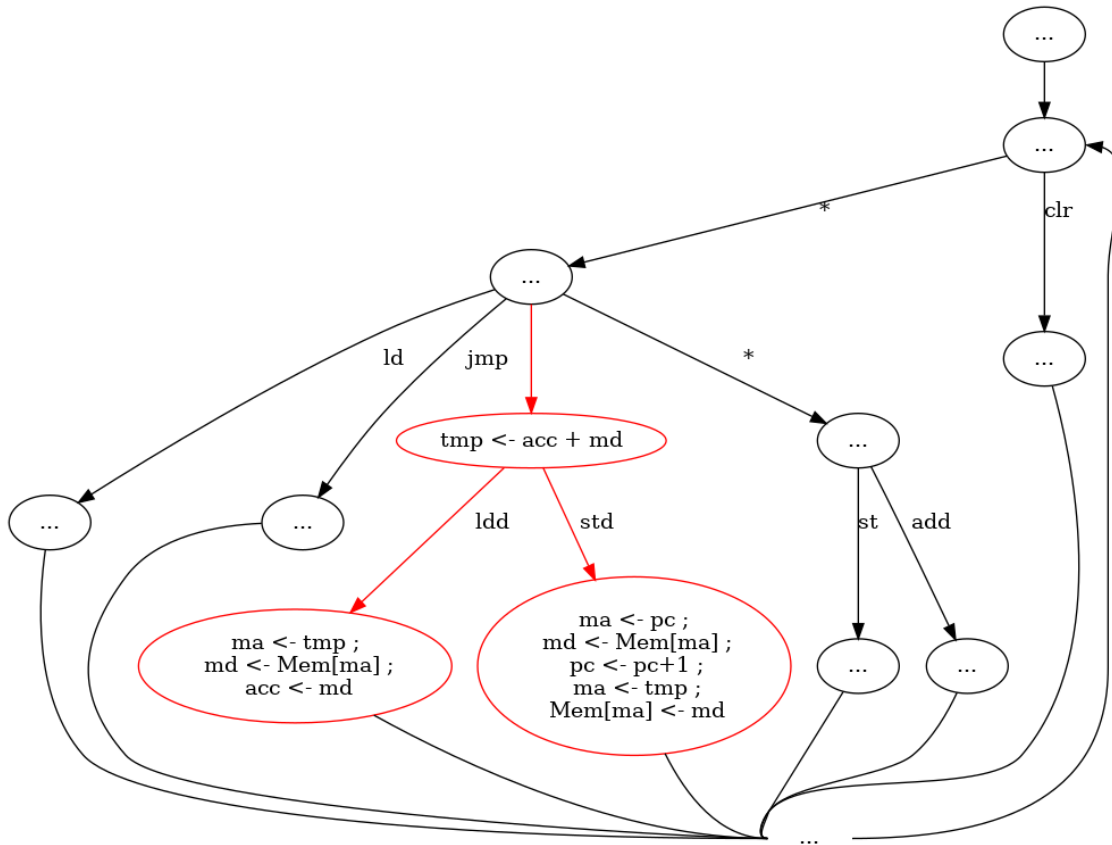 ...
...
*
clr
...
ld
jmp
*
...
tmp <- acc + md
...
...
...
ldd
std
st
add
ma <- tmp ;
md <- Mem[ma] ;
acc <- md
ma <- pc ;
md <- Mem[ma] ;
pc <- pc+1 ;
ma <- tmp ;
Mem[ma] <- md
...
...
...